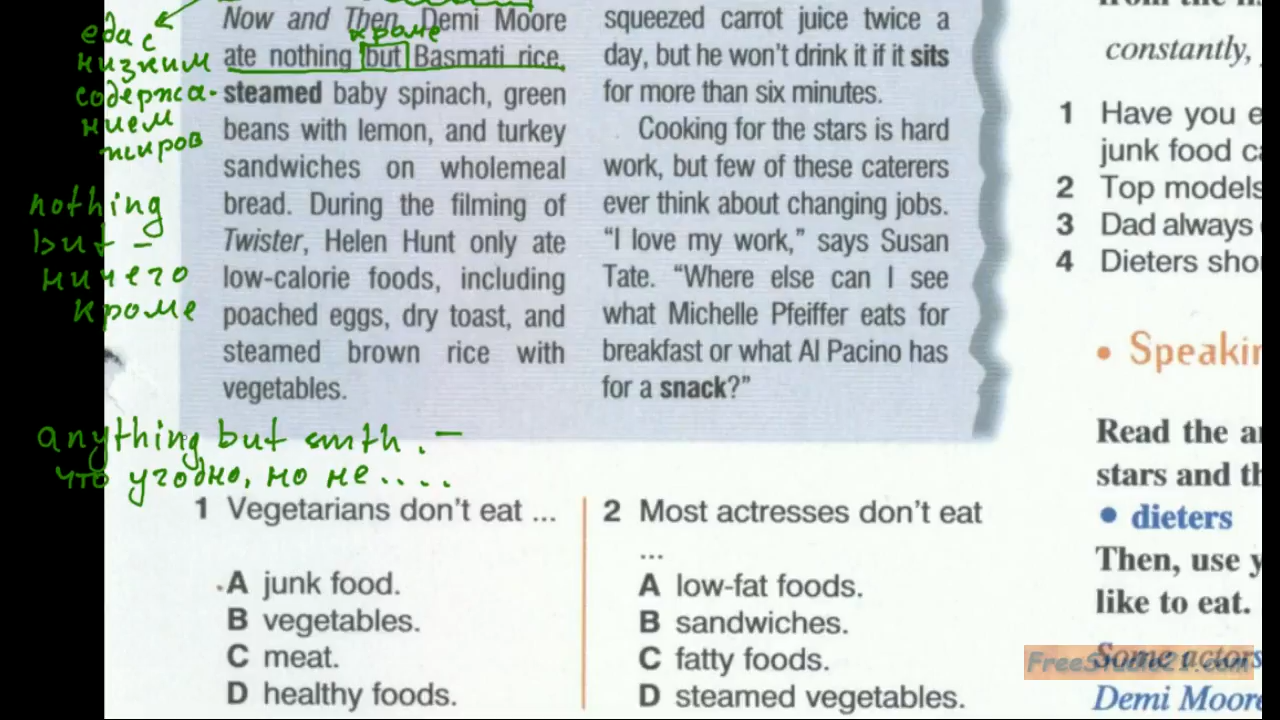 Now and Then, Demi Moore
кроме
ate nothing but Basmati rice,
steamed baby spinach, green
beans with lemon, and turkey
sandwiches on wholemeal
bread. During the filming of
Twister, Helen Hunt only ate
low-calorie foods, including
poached eggs, dry toast, and
steamed brown rice with
vegetables.
еда с
низким
содержа-
нием
жиров
nothing
but -
ничего
кроме
squeezed carrot juice twice a
day, but he won't drink it if it sits
for more than six minutes.
Cooking for the stars is hard
work, but few of these caterers
ever think about changing jobs.
“I love my work,” says Susan
Tate. “Where else can I see
what Michelle Pfeiffer eats for
breakfast or what Al Pacino has
for a snack?”
anything but smth. –
что угодно, но не....
1 Vegetarians don't eat ...
A junk food.
B vegetables.
C meat.
D healthy foods.
2 Most actresses don't eat
...
A low-fat foods.
B sandwiches.
C fatty foods.
D steamed vegetables.
constantly,
1 Have you
junk food
2 Top models
3 Dad always
4 Dieters
• Speakin
Read the
stars and
• dieters
Then, use
like to eat.
Some actors
Demi Moore
FreeStudio21.com